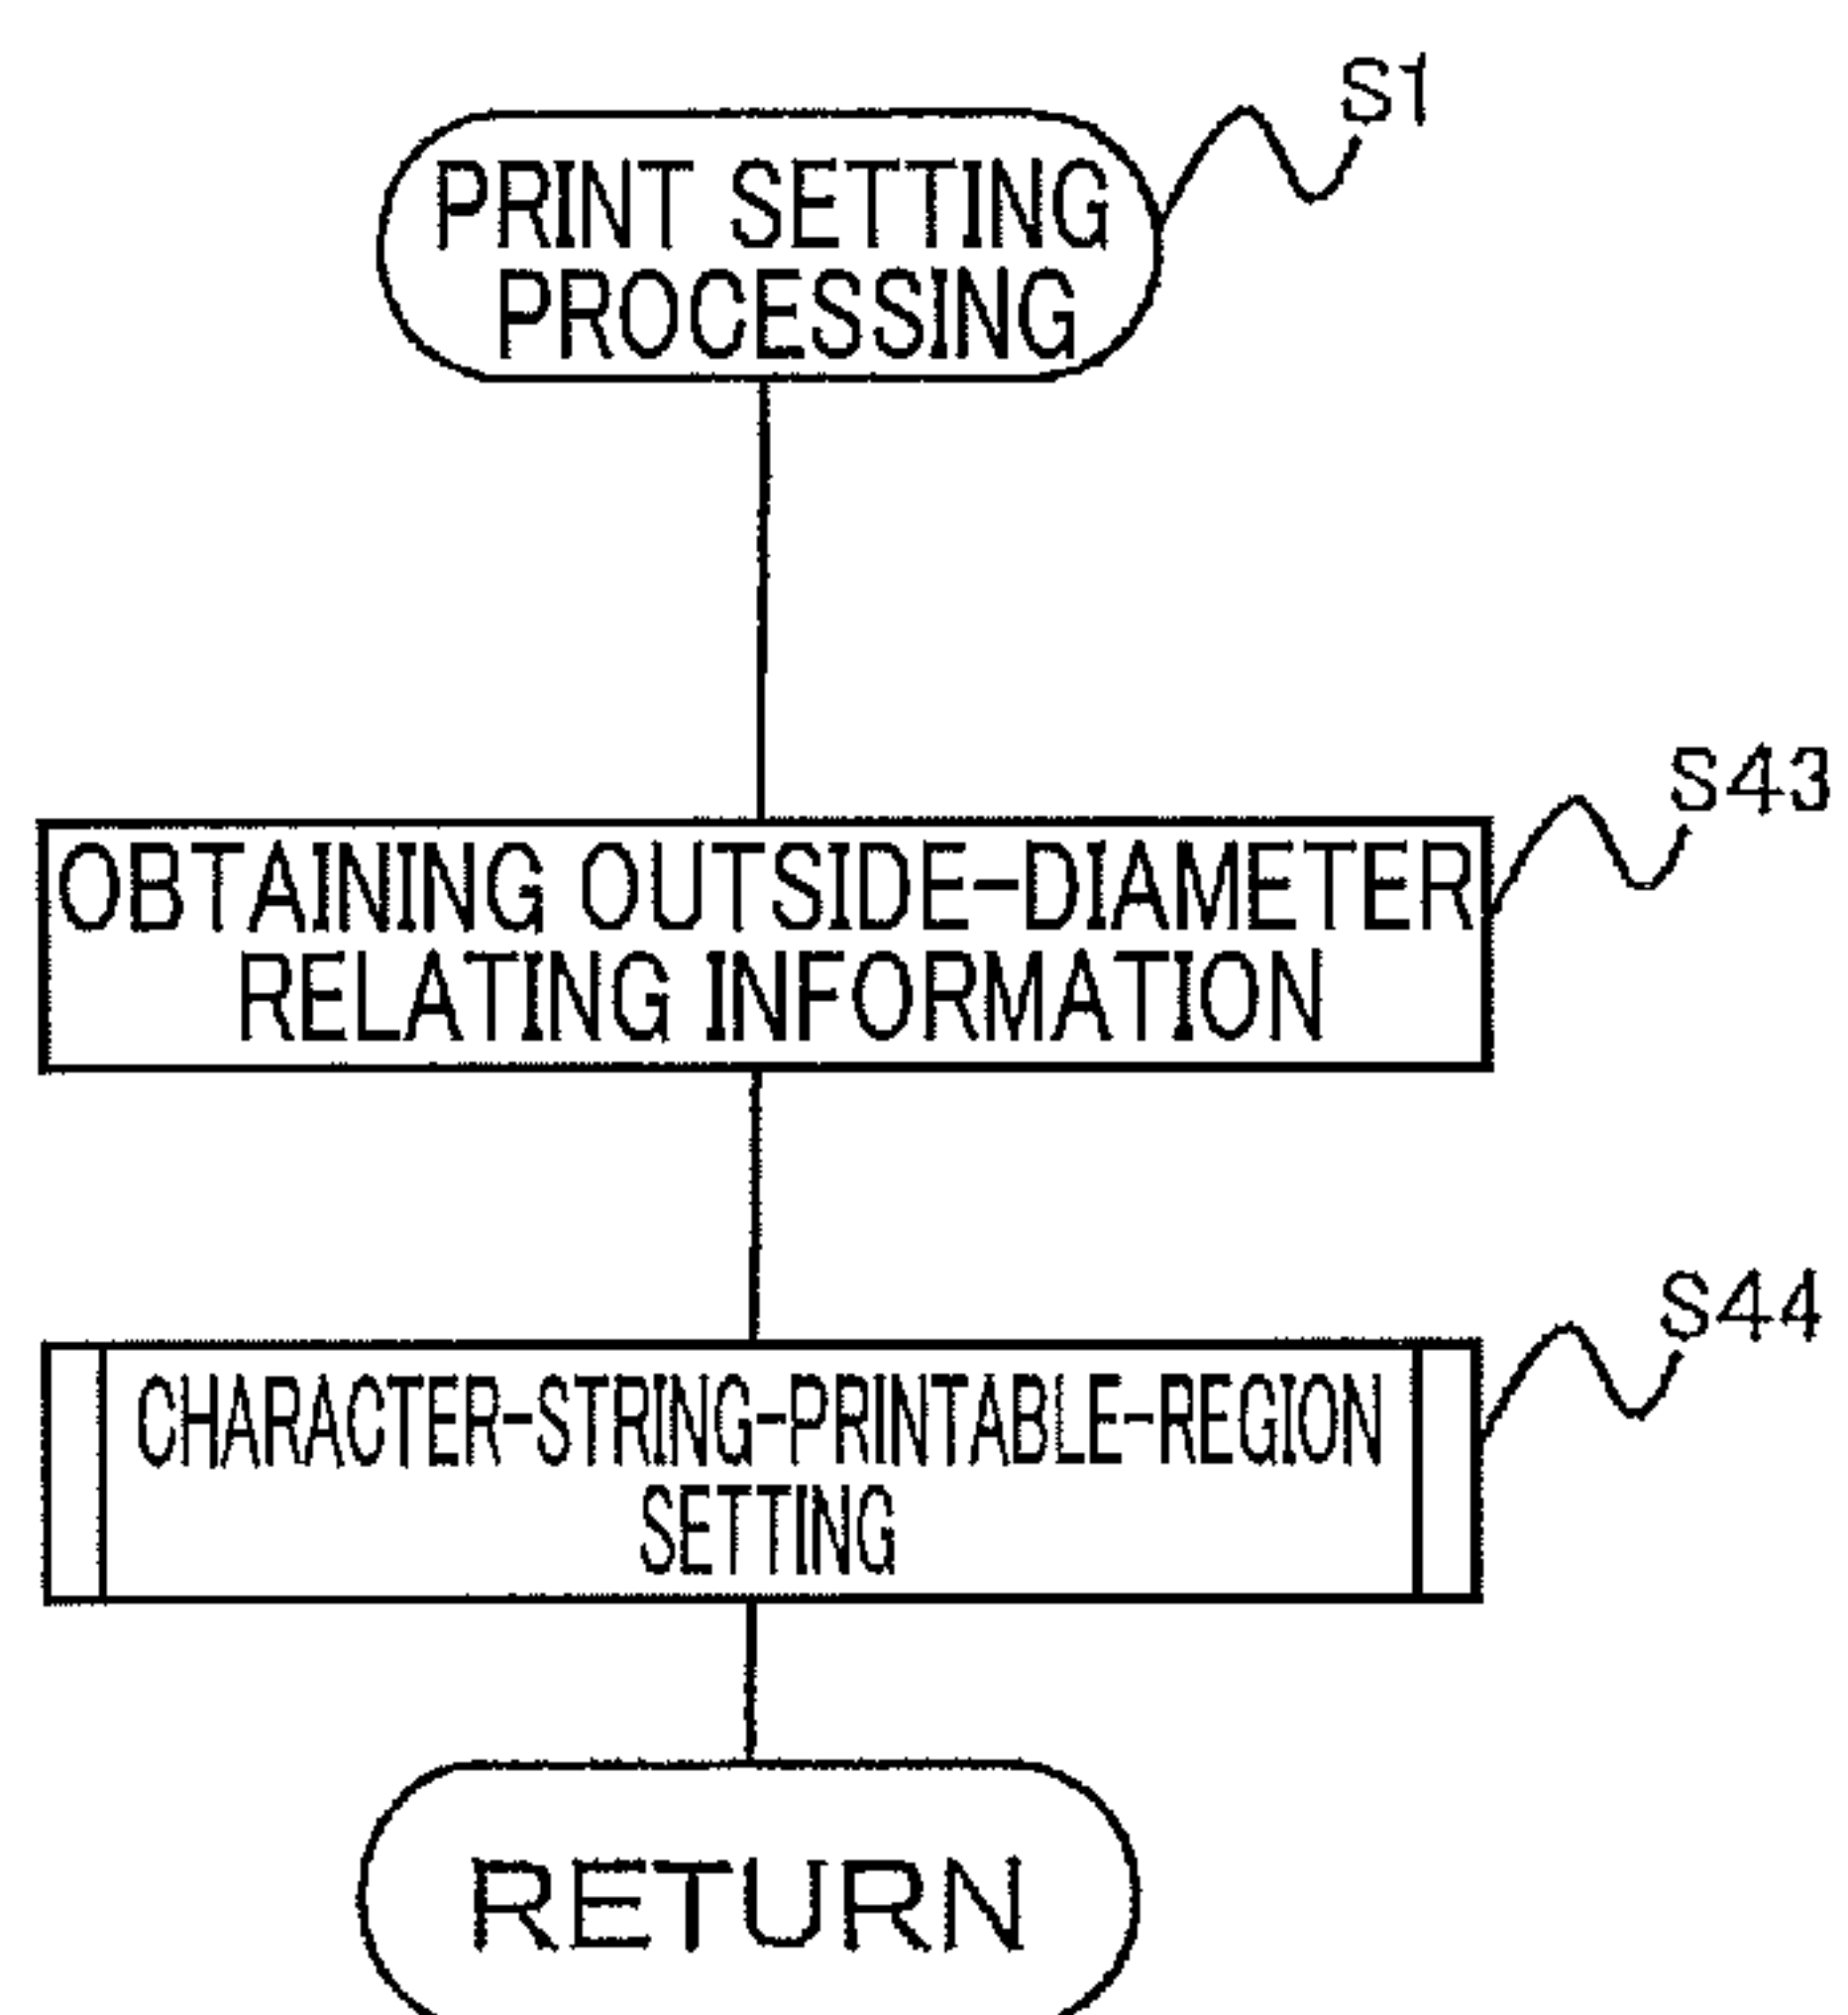 S1
PRINT SETTING
PROCESSING
S43
OBTAINING OUTSIDE-DIAMETER
RELATING INFORMATION
S44
CHARACTER-STRING-PRINTABLE-REGION
SETTING
RETURN